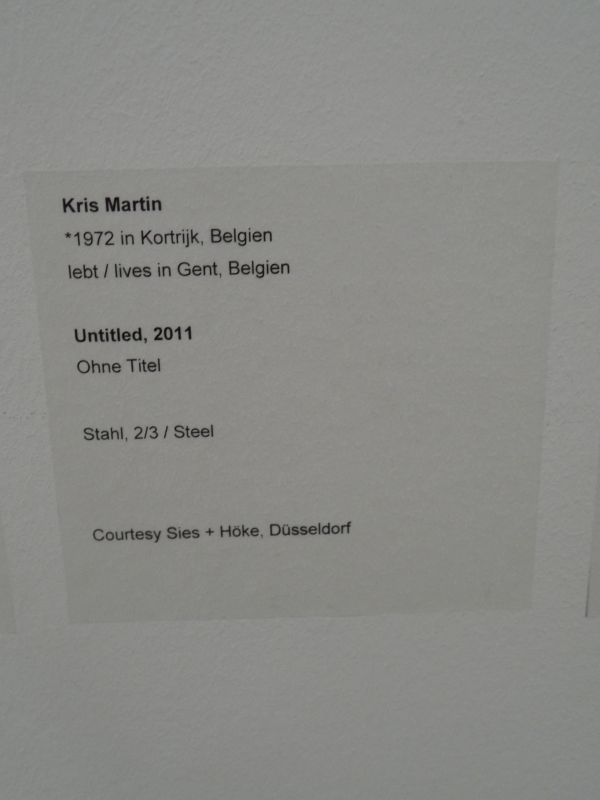 Kris Martin
*1972 in Kortrijk, Belgien
lebt / lives in Gent, Belgien
Untitled, 2011
Ohne Titel
Stahl, 2/3 / Steel
Courtesy Sies + Höke, Düsseldorf